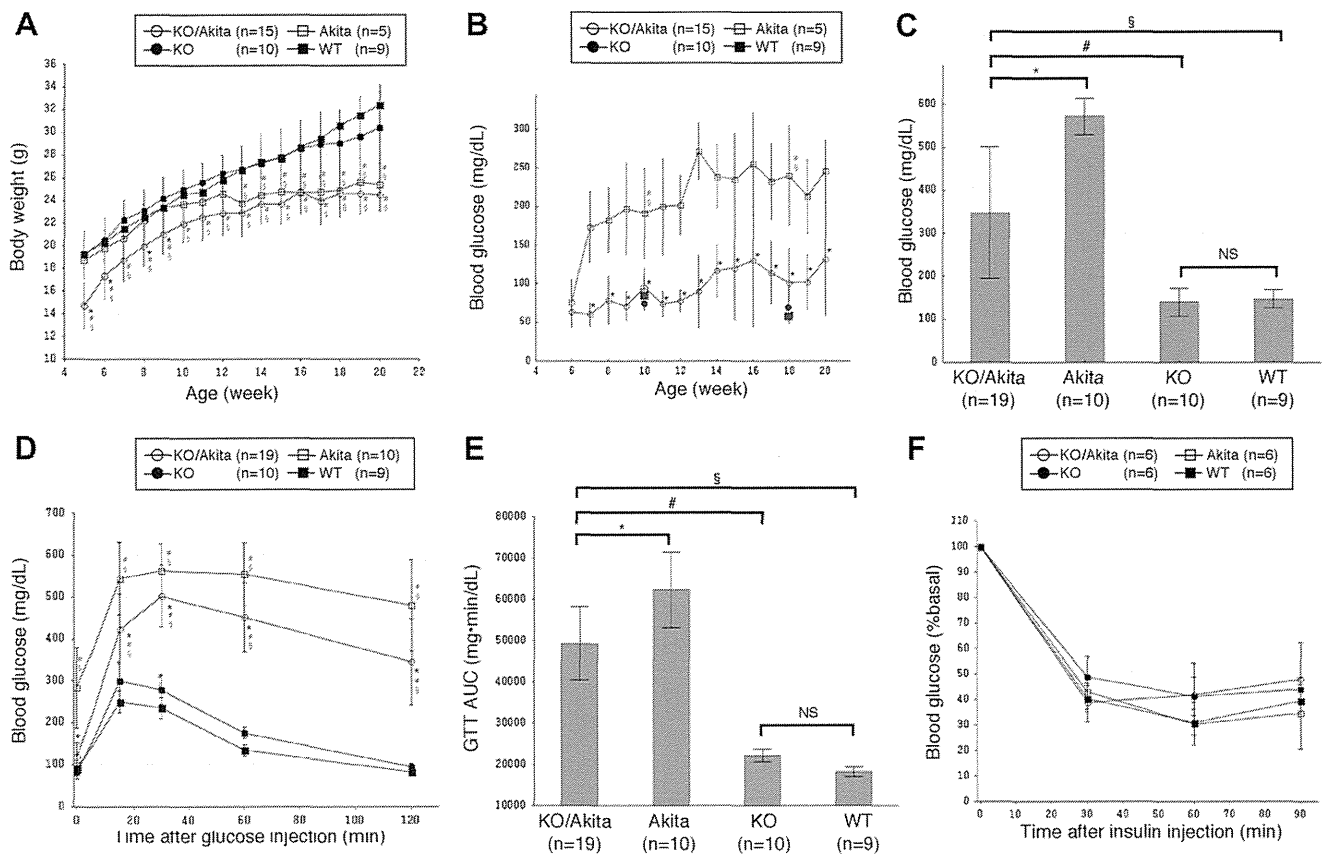 A
KO/Akita (n=15) Akita (n=5)
KO (n=10) WT (n=9)
Body weight (g)
36
34
32
30
28
26
24
22
20
18
16
14
12
10
4 6 8 10 12 14 16 18 20 22
Age (week)
B
KO/Akita (n=15) Akita (n=5)
KO (n=10) WT (n=9)
Blood glucose (mg/dL)
300
250
200
150
100
50
0
4 6 8 10 12 14 16 18 20
Age (week)
C
§
#
*
NS
Blood glucose (mg/dL)
600
500
400
300
200
100
0
KO/Akita Akita KO WT
(n=19) (n=10) (n=10) (n=9)
D
KO/Akita (n=19) Akita (n=10)
KO (n=10) WT (n=9)
Blood glucose (mg/dL)
700
600
500
400
300
200
100
0
0 20 40 60 80 100 120
Time after glucose injection (min)
E
§
#
*
NS
GTT AUC (mg•min/dL)
80000
70000
60000
50000
40000
30000
20000
10000
KO/Akita Akita KO WT
(n=19) (n=10) (n=10) (n=9)
F
KO/Akita (n=6) Akita (n=6)
KO (n=6) WT (n=6)
Blood glucose (%basal)
110
100
90
80
70
60
50
40
30
20
10
0
0 10 20 30 40 50 60 70 80 90
Time after insulin injection (min)